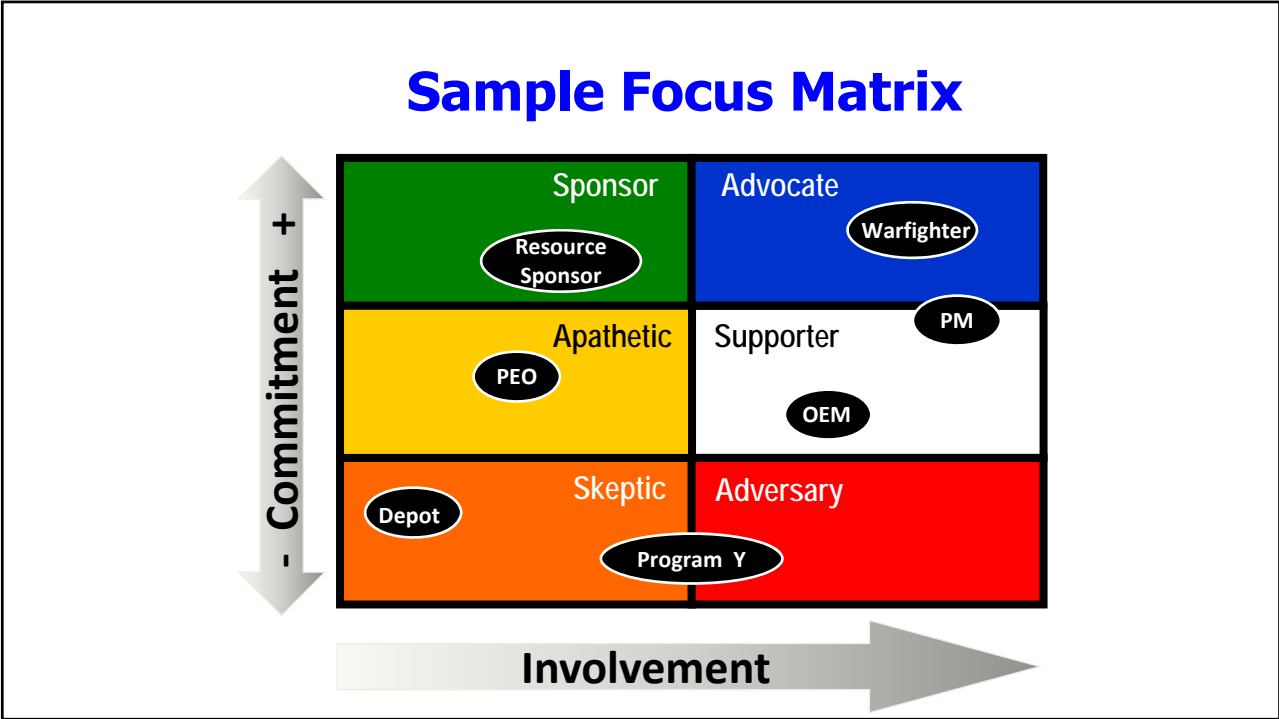 Sample Focus Matrix
Sponsor
Advocate
Resource
Sponsor
Warfighter
PM
Apathetic
Supporter
PEO
OEM
Skeptic
Adversary
Depot
Program Y
- Commitment +
Involvement